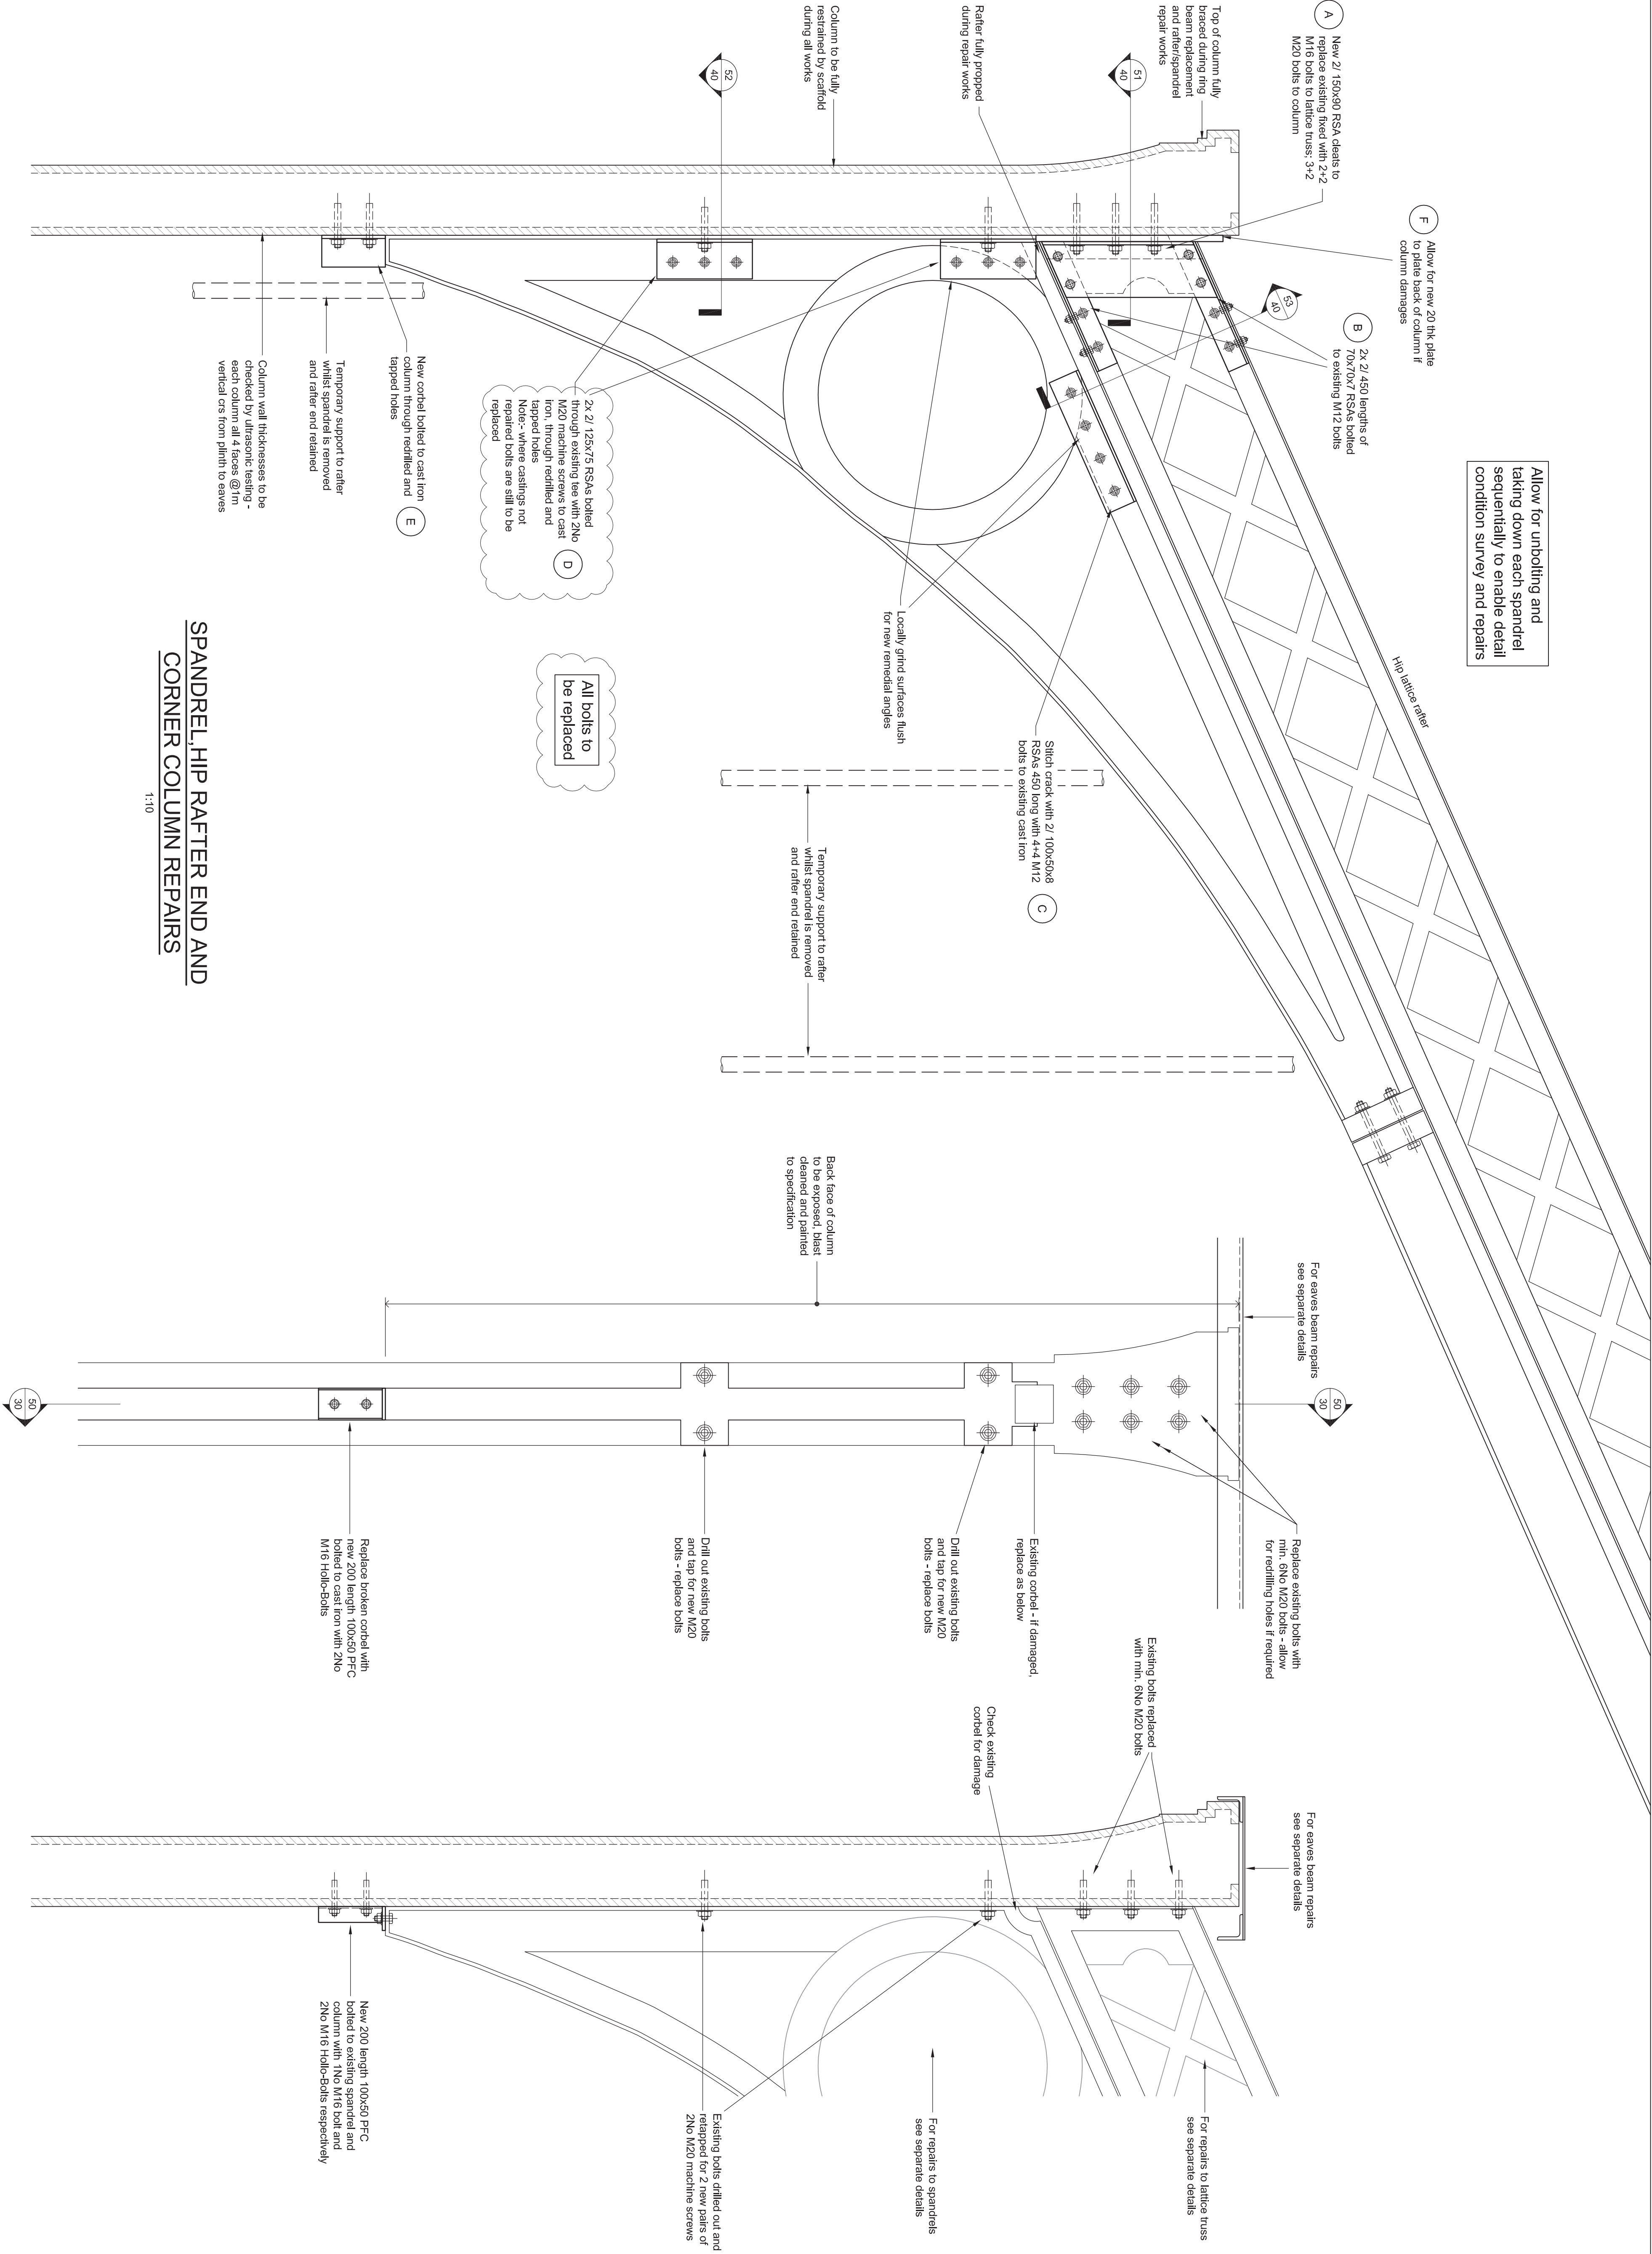 Allow for unbolting and
taking down each spandrel
sequentially to enable detail
condition survey and repairs
Hip lattice rafter
F
Allow for new 20 thk plate
to plate back of column if
column damages
B
2x 2/ 450 lengths of
70x70x7 RSAs bolted
to existing M12 bolts
A
New 2/ 150x90 RSA cleats to
replace existing fixed with 2+2
M16 bolts to lattice truss; 3+2
M20 bolts to column
53
40
Top of column fully
braced during ring
beam replacement
and rafter/spandrel
repair works
51
40
Rafter fully propped
during repair works
Column to be fully
restrained by scaffold
during all works
52
40
Stitch crack with 2/ 100x50x8
RSAs 450 long with 4+4 M12
bolts to existing cast iron
C
Locally grind surfaces flush
for new remedial angles
2x 2/ 125x75 RSAs bolted
through existing tee with 2No
M20 machine screws to cast
iron, through redrilled and
tapped holes
Note:- where castings not
repaired bolts are still to be
replaced
D
All bolts to
be replaced
New corbel bolted to cast iron
column through redrilled and
tapped holes
E
Temporary support to rafter
whilst spandrel is removed
and rafter end retained
Column wall thicknesses to be
checked by ultrasonic testing -
each column all 4 faces @1m
vertical crs from plinth to eaves
Temporary support to rafter
whilst spandrel is removed
and rafter end retained
SPANDREL,HIP RAFTER END AND
CORNER COLUMN REPAIRS
1:10
For eaves beam repairs
see separate details
50
30
Back face of column
to be exposed, blast
cleaned and painted
to specification
Replace existing bolts with
min. 6No M20 bolts - allow
for redrilling holes if required
Existing corbel - if damaged,
replace as below
Drill out existing bolts
and tap for new M20
bolts - replace bolts
Drill out existing bolts
and tap for new M20
bolts - replace bolts
Replace broken corbel with
new 200 length 100x50 PFC
bolted to cast iron with 2No
M16 Hollo-Bolts
50
30
For eaves beam repairs
see separate details
Existing bolts replaced
with min. 6No M20 bolts
Check existing
corbel for damage
For repairs to lattice truss
see separate details
For repairs to spandrels
see separate details
Existing bolts drilled out and
retapped for 2 new pairs of
2No M20 machine screws
New 200 length 100x50 PFC
bolted to existing spandrel and
column with 1No M16 bolt and
2No M16 Hollo-Bolts respectively